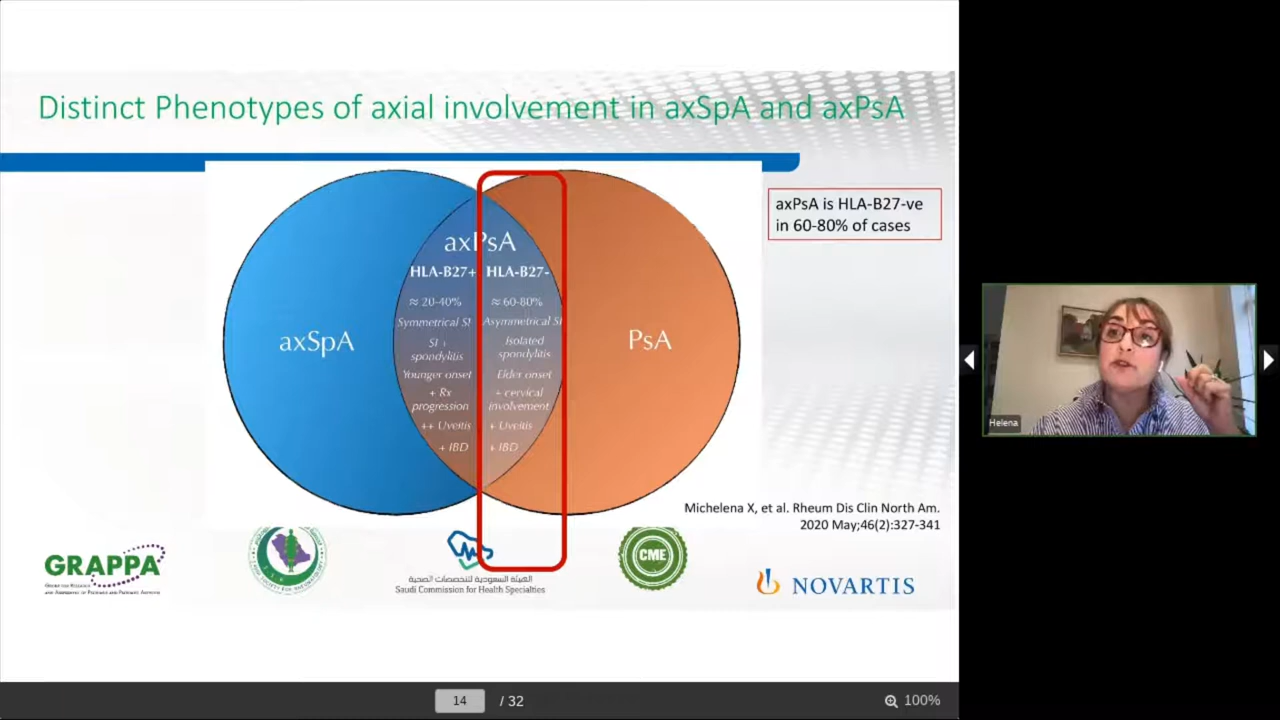 Distinct Phenotypes of axial involvement in axSpA and axPsA
axPsA is HLA-B27-ve
in 60-80% of cases
axPsA
HLA-B27+ HLA-B27-
≈ 20-40% ≈ 60-80%
Symmetrical SI Asymmetrical SI
SI +
spondylitis
Isolated
spondylitis
Younger onset Elder onset
+ Rx
progression
+ cervical
involvement
++ Uveitis + Uveitis
+ IBD + IBD
axSpA
PsA
Michelena X, et al. Rheum Dis Clin North Am.
2020 May;46(2):327-341
GRAPPA
الهيئة السعودية للتخصصات الصحية
Saudi Commission for Health Specialties
CME
NOVARTIS
Helena
14 / 32
100%